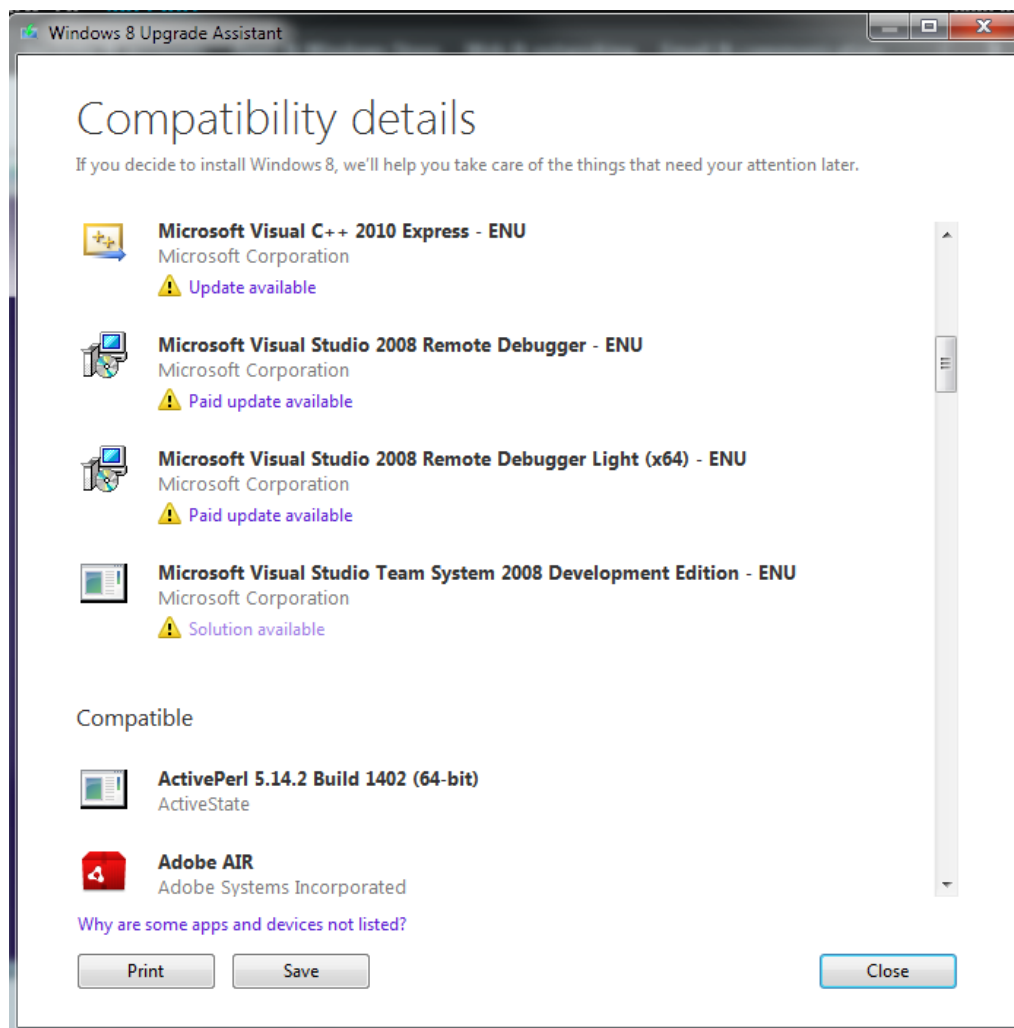 Windows 8 Upgrade Assistant
Compatibility details
If you decide to install Windows 8, we'll help you take care of the things that need your attention later.
Microsoft Visual C++ 2010 Express - ENU
Microsoft Corporation
Update available
Microsoft Visual Studio 2008 Remote Debugger - ENU
Microsoft Corporation
Paid update available
Microsoft Visual Studio 2008 Remote Debugger Light (x64) - ENU
Microsoft Corporation
Paid update available
Microsoft Visual Studio Team System 2008 Development Edition - ENU
Microsoft Corporation
Solution available
Compatible
ActivePerl 5.14.2 Build 1402 (64-bit)
ActiveState
Adobe AIR
Adobe Systems Incorporated
Why are some apps and devices not listed?
Print Save Close